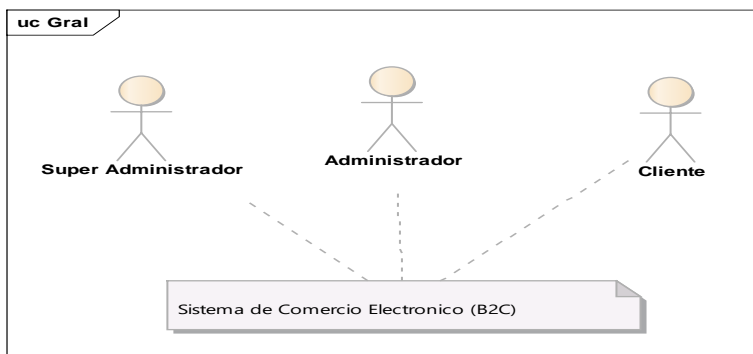 uc Gral
Super Administrador
Administrador
Cliente
Sistema de Comercio Electronico (B2C)